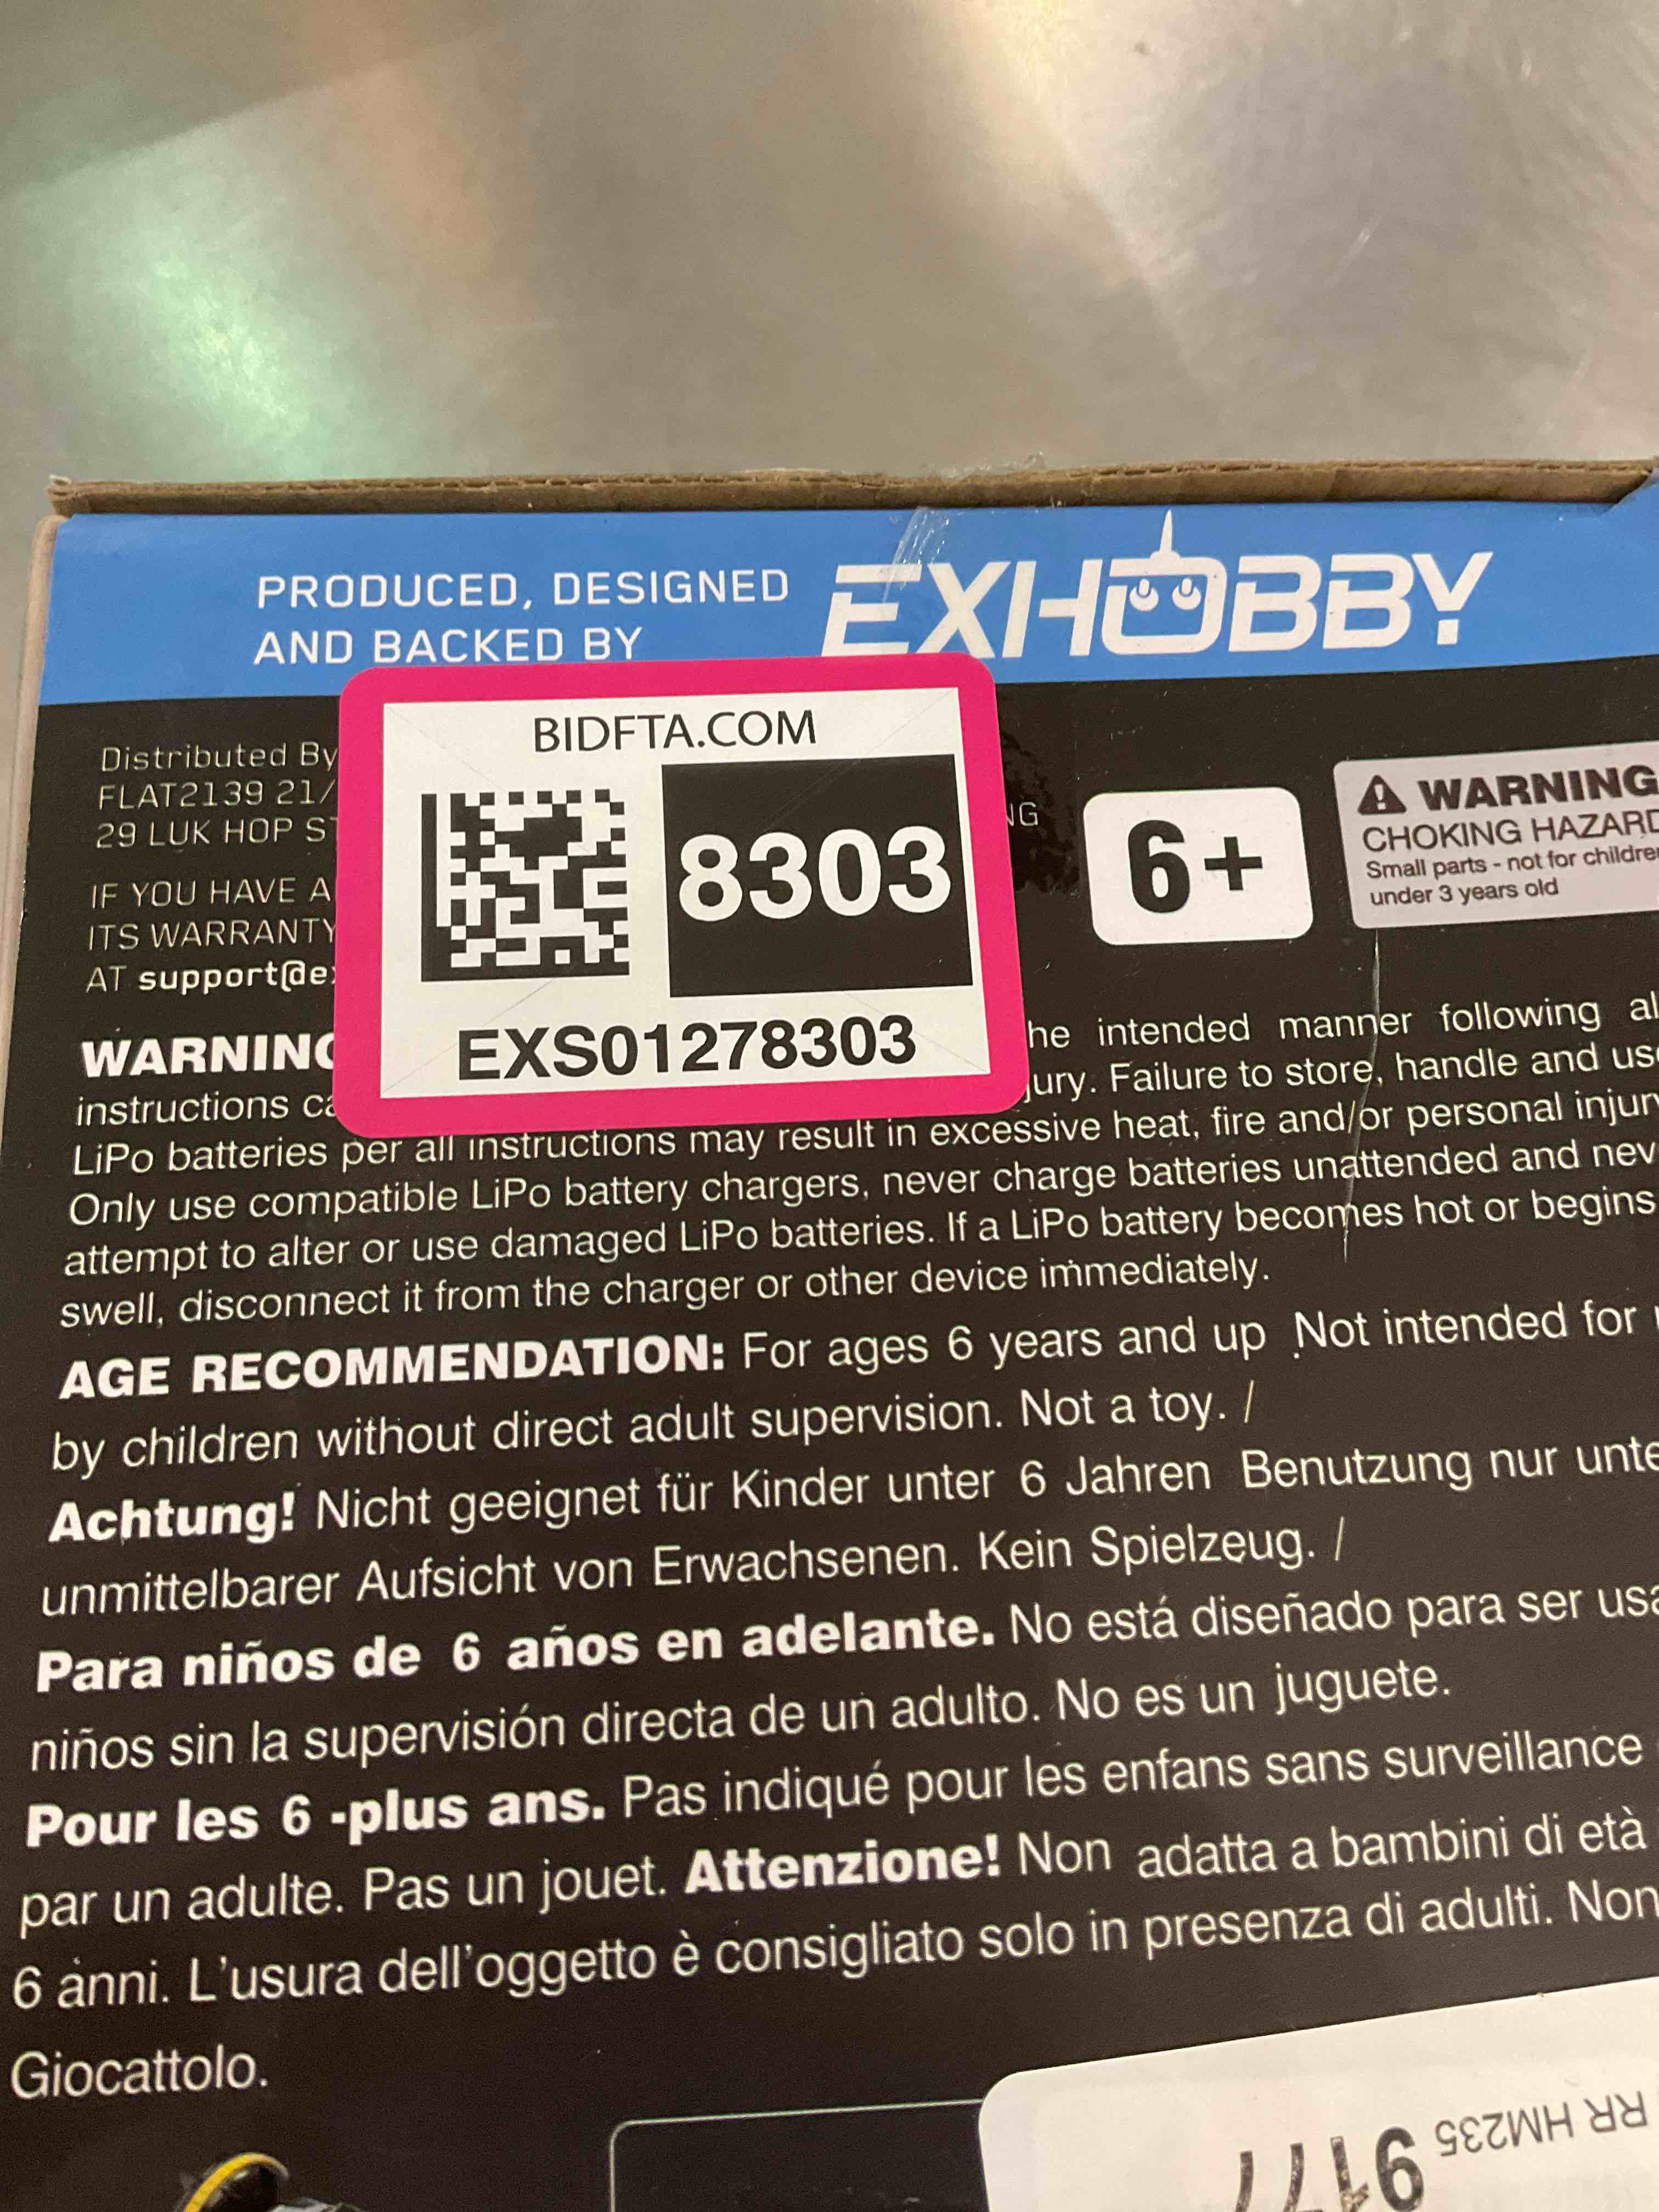 PRODUCED, DESIGNED
AND BACKED BY
EXHOBBY
BIDFTA.COM
8303
EXS01278303
Distributed By
FLAT2139 21/
29 LUK HOP
IF YOU HAVE A
ITS WARRANTY
AT support@e
6+
WARNING
CHOKING HAZARD
Small parts - not for children
under 3 years old
WARNING
he intended manner following al
instructions ca jury. Failure to store, handle and us
LiPo batteries per all instructions may result in excessive heat, fire and/or personal injury
Only use compatible LiPo battery chargers, never charge batteries unattended and nev
attempt to alter or use damaged LiPo batteries. If a LiPo battery becomes hot or begins
swell, disconnect it from the charger or other device immediately.
AGE RECOMMENDATION: For ages 6 years and up Not intended for
by children without direct adult supervision. Not a toy. /
Achtung! Nicht geeignet für Kinder unter 6 Jahren Benutzung nur unte
unmittelbarer Aufsicht von Erwachsenen. Kein Spielzeug. /
Para niños de 6 años en adelante. No está diseñado para ser usa
niños sin la supervisión directa de un adulto. No es un juguete.
Pour les 6 -plus ans. Pas indiqué pour les enfans sans surveillance
par un adulte. Pas un jouet. Attenzione! Non adatta a bambini di età
6 anni. L'usura dell'oggetto è consigliato solo in presenza di adulti. Non
Giocattolo.
RR HM235
9177